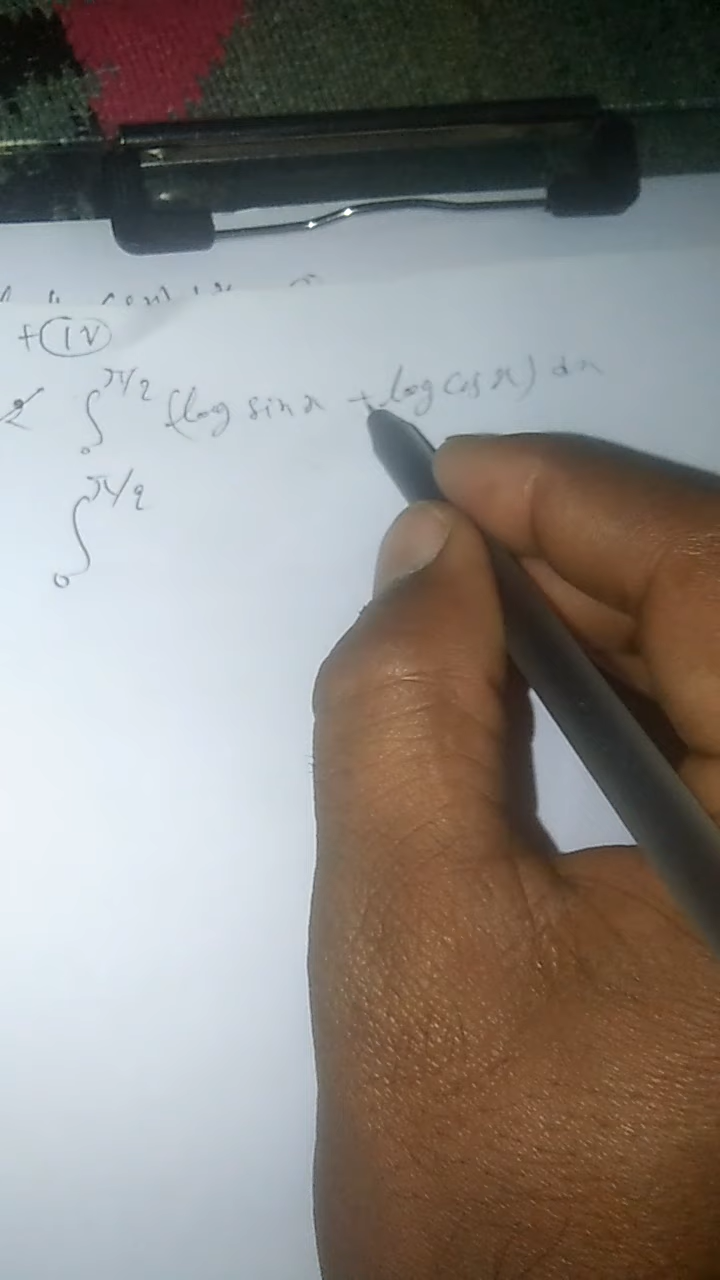 + (IV)
∫₀^π/2 (log sin x + log cos x) dx
∫₀^π/2